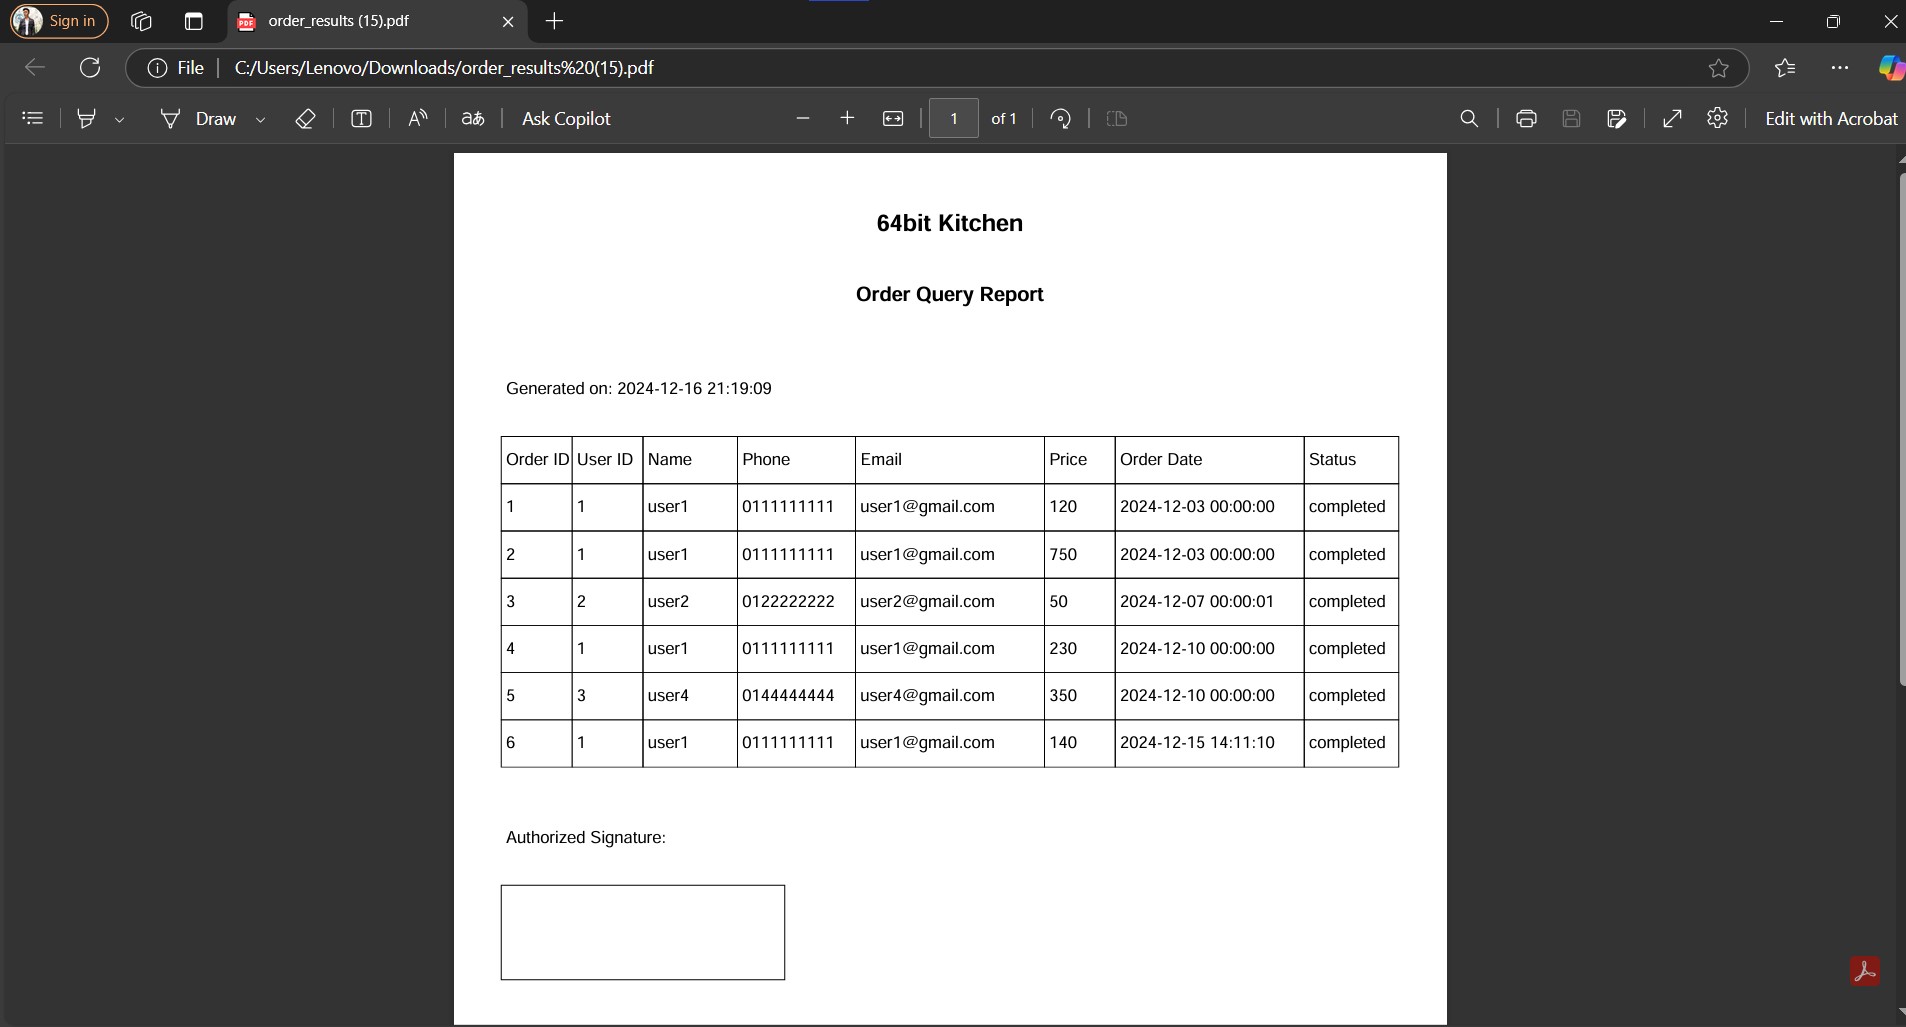 Sign in
order_results (15).pdf
File
C:/Users/Lenovo/Downloads/order_results%20(15).pdf
Draw
aあ
Ask Copilot
1 of 1
Edit with Acrobat
64bit Kitchen
Order Query Report
Generated on: 2024-12-16 21:19:09
Order ID User ID Name Phone Email Price Order Date Status
1 1 user1 0111111111 user1@gmail.com 120 2024-12-03 00:00:00 completed
2 1 user1 0111111111 user1@gmail.com 750 2024-12-03 00:00:00 completed
3 2 user2 0122222222 user2@gmail.com 50 2024-12-07 00:00:01 completed
4 1 user1 0111111111 user1@gmail.com 230 2024-12-10 00:00:00 completed
5 3 user4 0144444444 user4@gmail.com 350 2024-12-10 00:00:00 completed
6 1 user1 0111111111 user1@gmail.com 140 2024-12-15 14:11:10 completed
Authorized Signature: